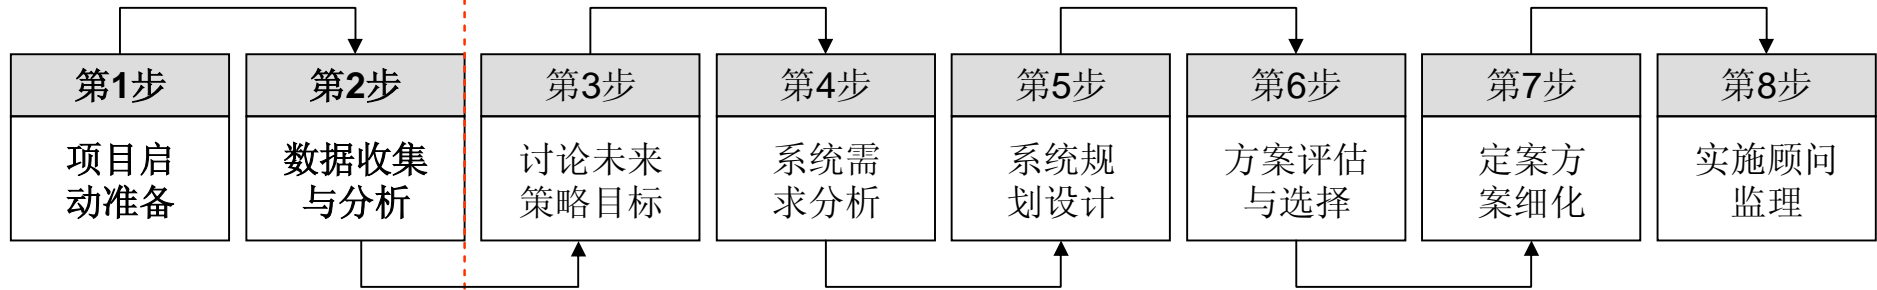 第1步
项目启
动准备
第2步
数据收集
与分析
第3步
讨论未来
策略目标
第4步
系统需
求分析
第5步
系统规
划设计
第6步
方案评估
与选择
第7步
定案方
案细化
第8步
实施顾问
监理